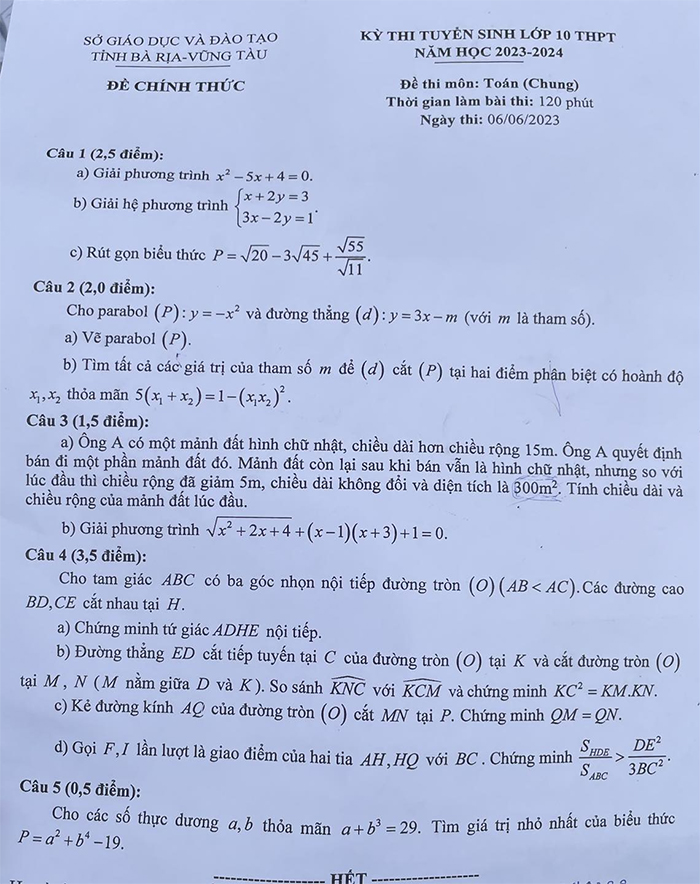 SỞ GIÁO DỤC VÀ ĐÀO TẠO
TỈNH BÀ RỊA-VŨNG TÀU
ĐỀ CHÍNH THỨC
KỲ THI TUYỂN SINH LỚP 10 THPT
NĂM HỌC 2023-2024
Đề thi môn: Toán (Chung)
Thời gian làm bài thi: 120 phút
Ngày thi: 06/06/2023
Câu 1 (2,5 điểm):
a) Giải phương trình x² − 5x + 4 = 0.
b) Giải hệ phương trình {x + 2y = 3
3x − 2y = 1.
c) Rút gọn biểu thức P = √20 − 3√45 + √55/√11.
Câu 2 (2,0 điểm):
Cho parabol (P): y = −x² và đường thẳng (d): y = 3x − m (với m là tham số).
a) Vẽ parabol (P).
b) Tìm tất cả các giá trị của tham số m để (d) cắt (P) tại hai điểm phân biệt có hoành độ
x₁, x₂ thỏa mãn 5(x₁ + x₂) = 1 − (x₁x₂)².
Câu 3 (1,5 điểm):
a) Ông A có một mảnh đất hình chữ nhật, chiều dài hơn chiều rộng 15m. Ông A quyết định
bán đi một phần mảnh đất đó. Mảnh đất còn lại sau khi bán vẫn là hình chữ nhật, nhưng so với
lúc đầu thì chiều rộng đã giảm 5m, chiều dài không đổi và diện tích là 300m². Tính chiều dài và
chiều rộng của mảnh đất lúc đầu.
b) Giải phương trình √(x² + 2x + 4) + (x − 1)(x + 3) + 1 = 0.
Câu 4 (3,5 điểm):
Cho tam giác ABC có ba góc nhọn nội tiếp đường tròn (O) (AB < AC). Các đường cao
BD, CE cắt nhau tại H.
a) Chứng minh tứ giác ADHE nội tiếp.
b) Đường thẳng ED cắt tiếp tuyến tại C của đường tròn (O) tại K và cắt đường tròn (O)
tại M, N (M nằm giữa D và K). So sánh K͡NC với K͡CM và chứng minh KC² = KM.KN.
c) Kẻ đường kính AQ của đường tròn (O) cắt MN tại P. Chứng minh QM = QN.
d) Gọi F, I lần lượt là giao điểm của hai tia AH, HQ với BC. Chứng minh S_HDE/S_ABC > DE²/3BC².
Câu 5 (0,5 điểm):
Cho các số thực dương a, b thỏa mãn a + b³ = 29. Tìm giá trị nhỏ nhất của biểu thức
P = a² + b⁴ − 19.
-------------------- HẾT --------------------